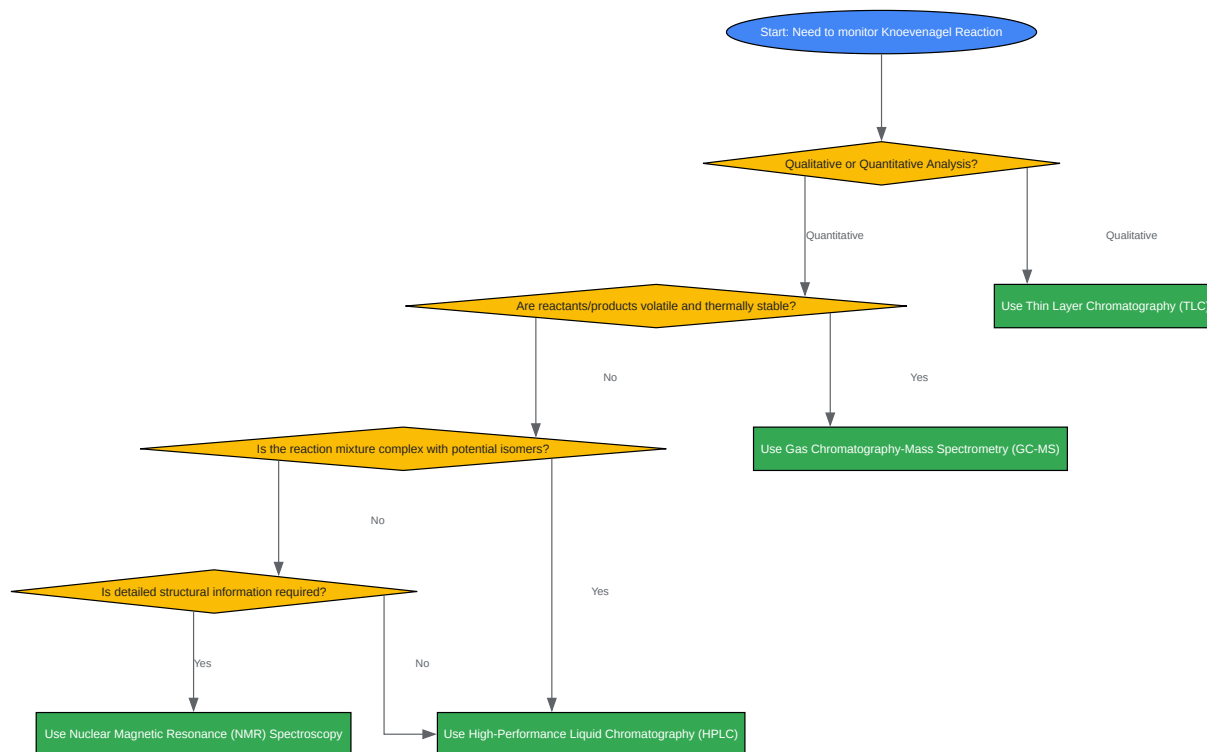 Start: Need to monitor Knoevenagel Reaction
Qualitative or Quantitative Analysis?
Quantitative
Qualitative
Are reactants/products volatile and thermally stable?
Use Thin Layer Chromatography (TLC)
No
Yes
Is the reaction mixture complex with potential isomers?
Use Gas Chromatography-Mass Spectrometry (GC-MS)
No
Is detailed structural information required?
Yes
Yes
No
Use Nuclear Magnetic Resonance (NMR) Spectroscopy
Use High-Performance Liquid Chromatography (HPLC)